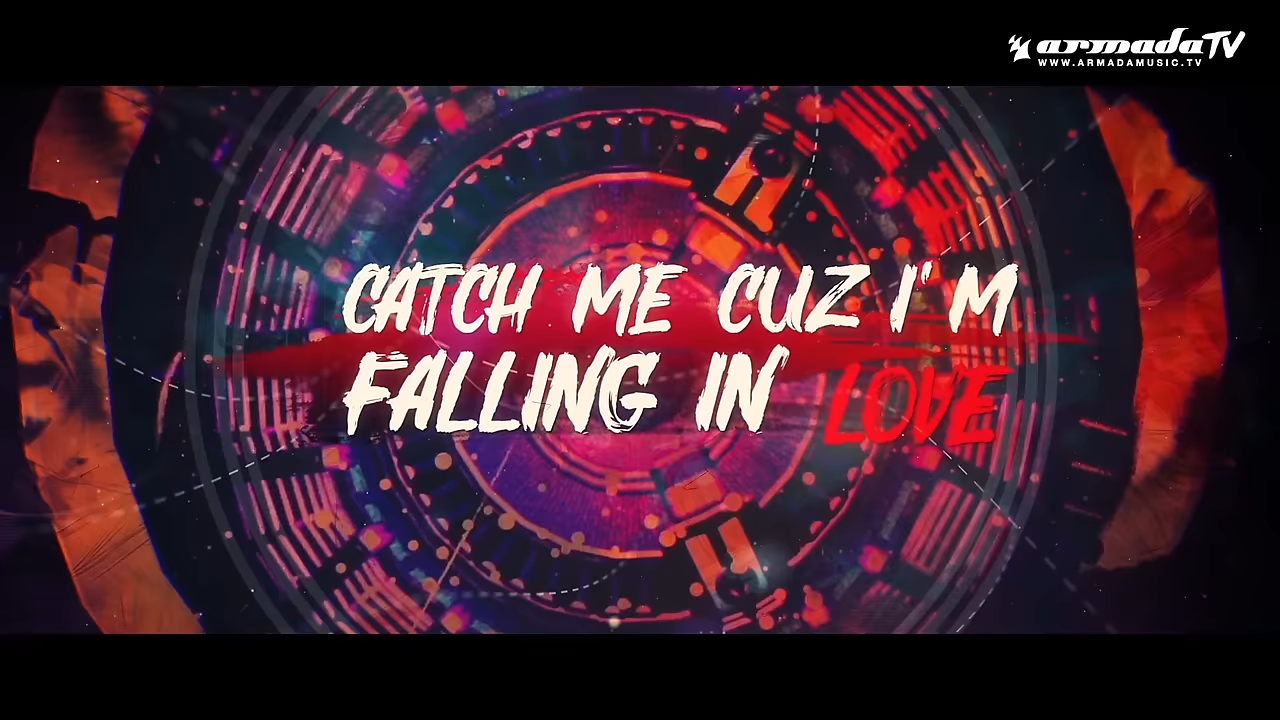 armadaTV
WWW.ARMADAMUSIC.TV
CATCH ME CUZ I'M
FALLING IN LOVE